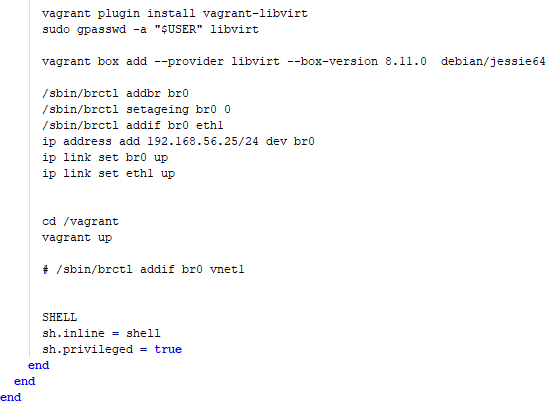 vagrant plugin install vagrant-libvirt
sudo gpasswd -a "$USER" libvirt
vagrant box add --provider libvirt --box-version 8.11.0  debian/jessie64
/sbin/brctl addbr br0
/sbin/brctl setageing br0 0
/sbin/brctl addif br0 eth1
ip address add 192.168.56.25/24 dev br0
ip link set br0 up
ip link set eth1 up
cd /vagrant
vagrant up
# /sbin/brctl addif br0 vnet1
SHELL
sh.inline = shell
sh.privileged = true
end
end
end